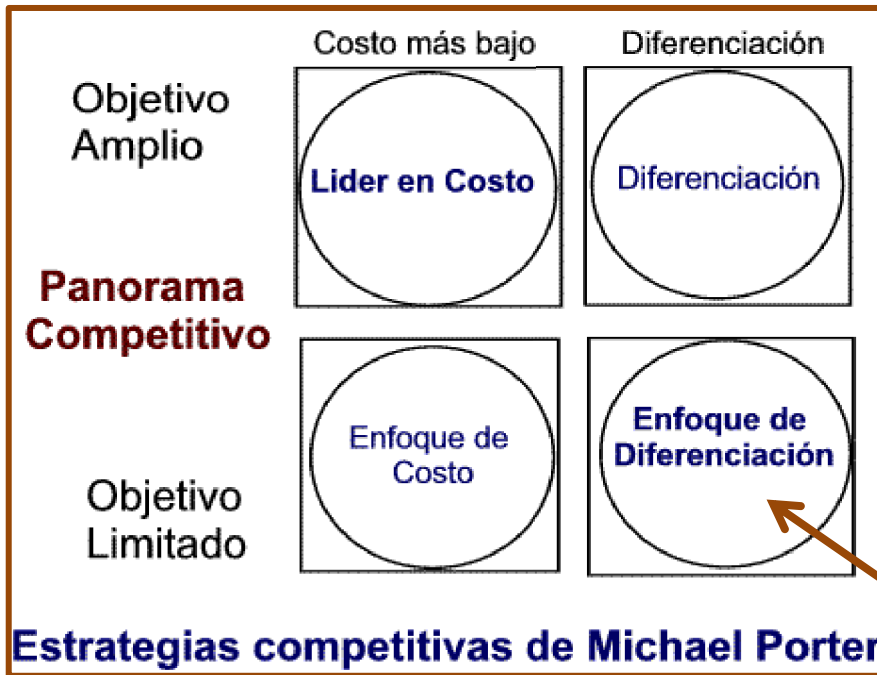 Costo más bajo
Diferenciación
Objetivo
Amplio
Lider en Costo
Diferenciación
Panorama
Competitivo
Enfoque de
Costo
Enfoque de
Diferenciación
Objetivo
Limitado
Estrategias competitivas de Michael Porter